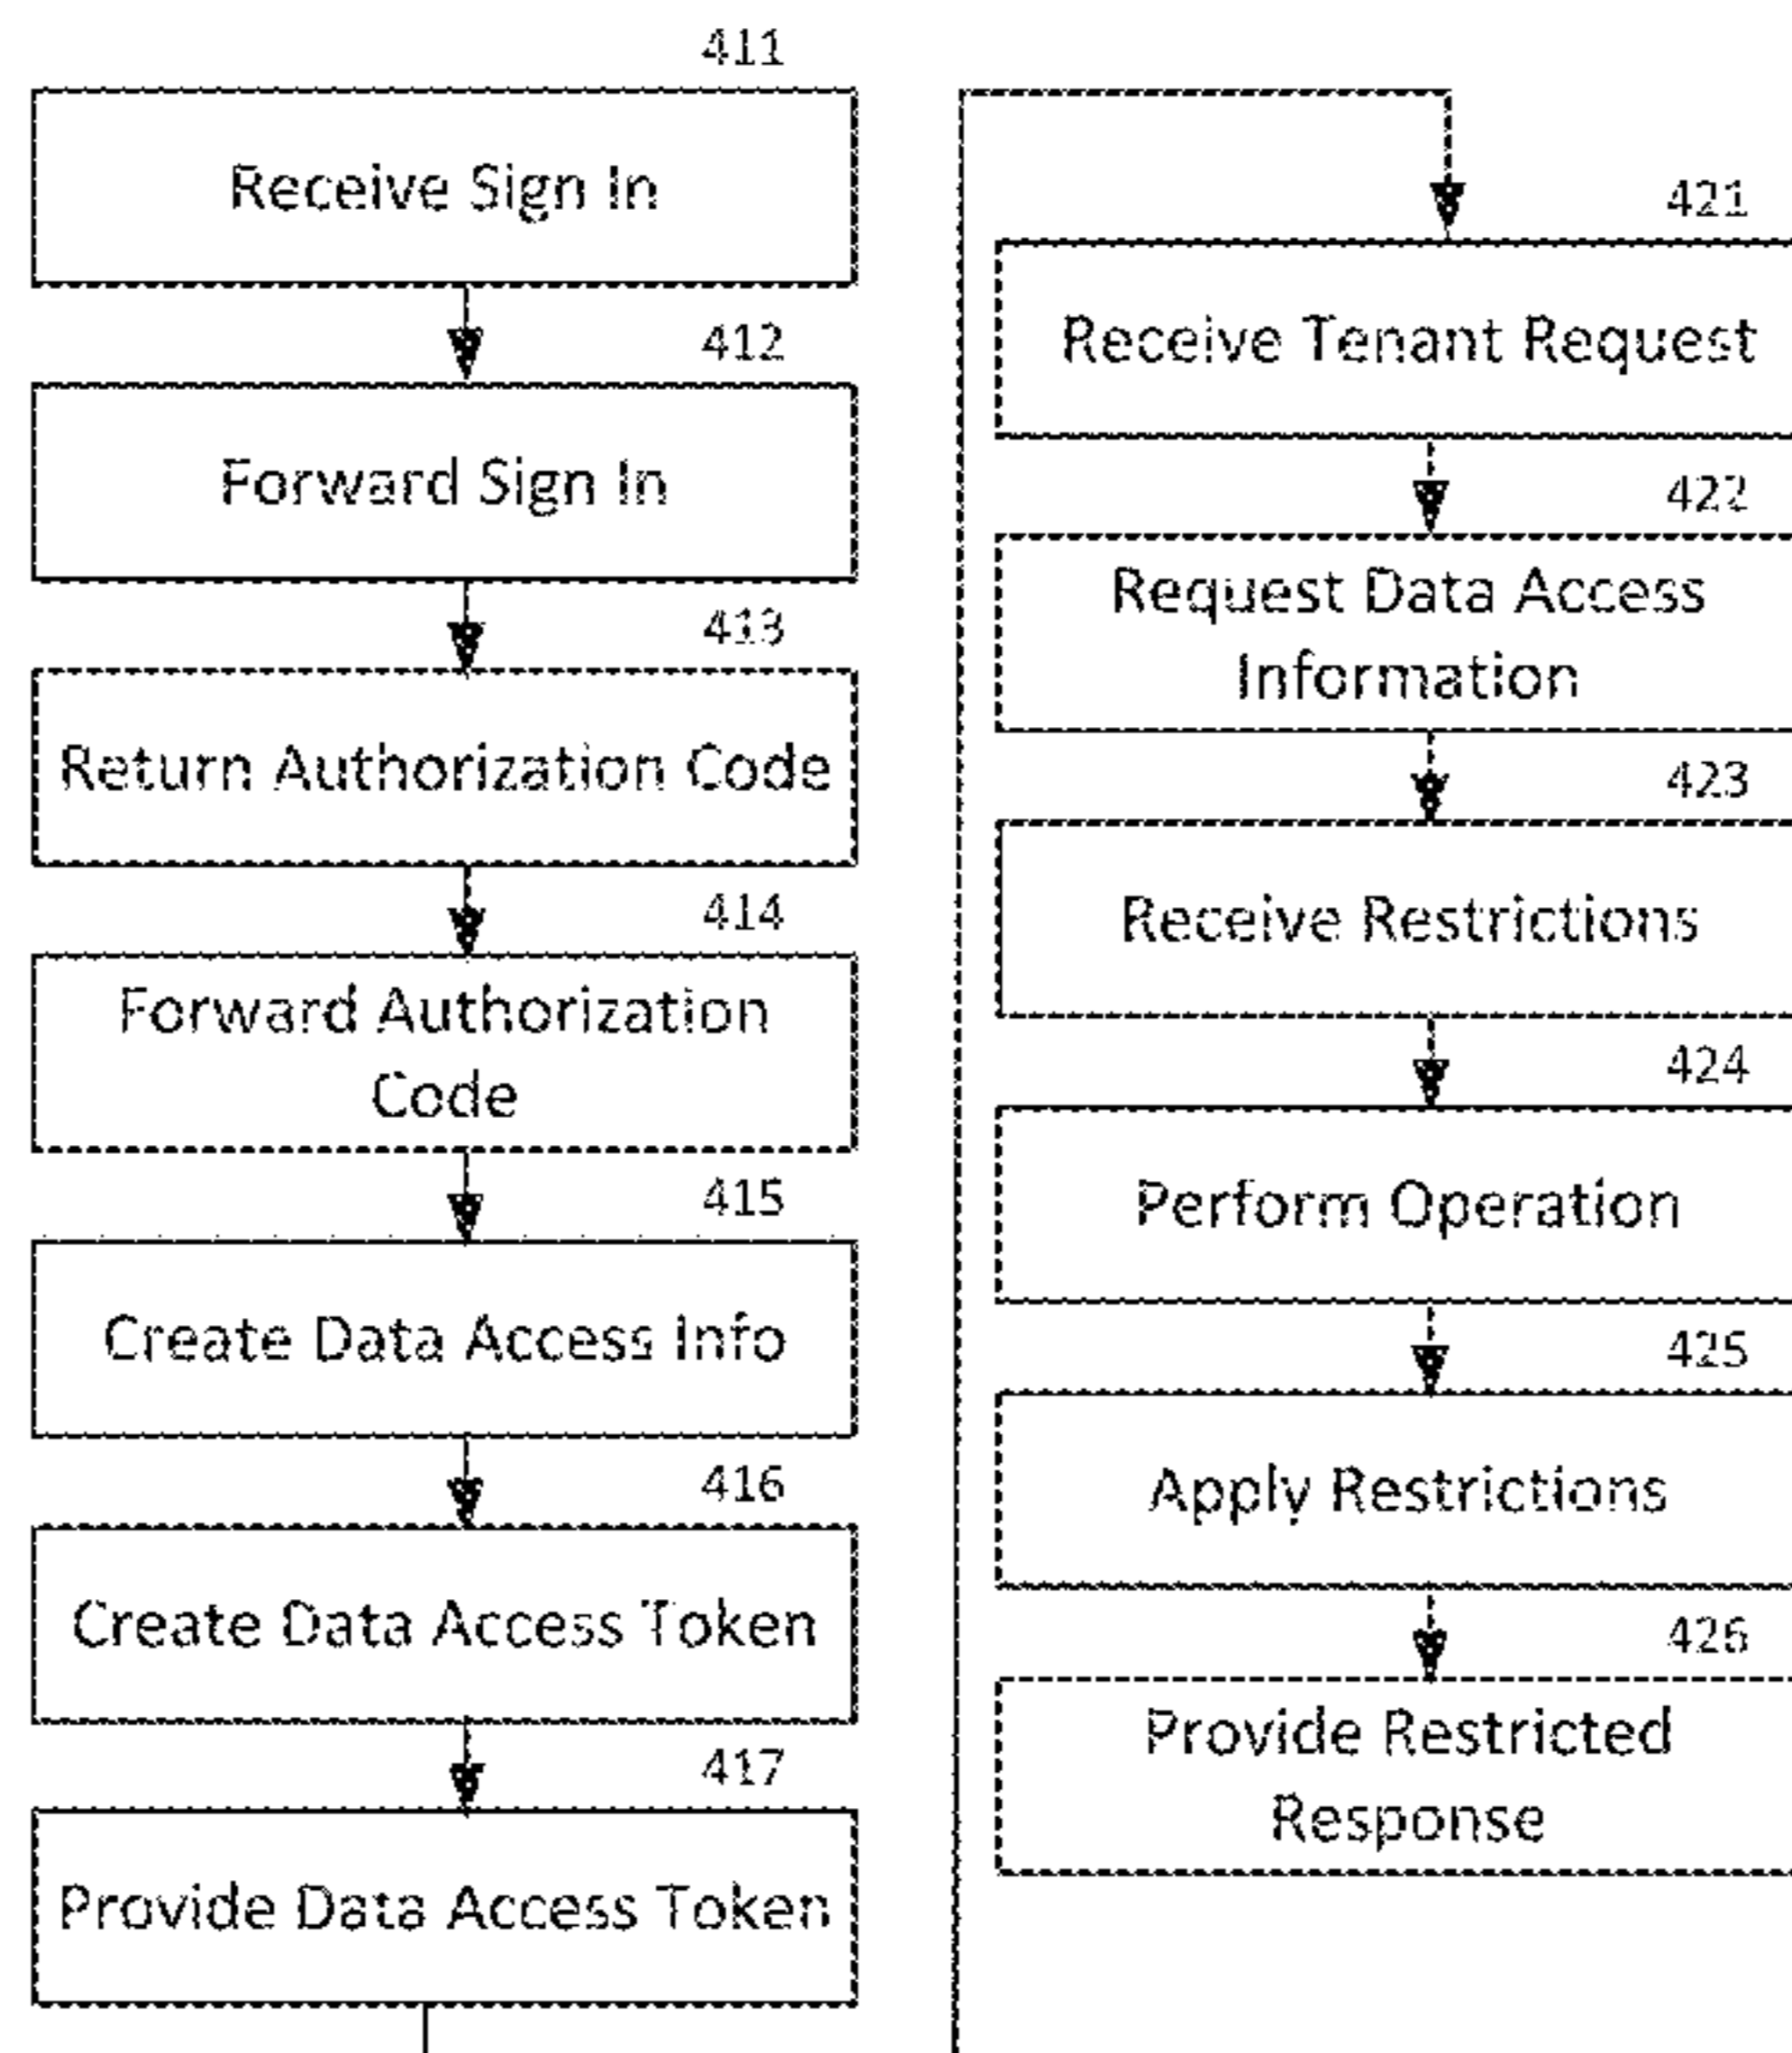 411
Receive Sign In
412
Forward Sign In
413
Return Authorization Code
414
Forward Authorization
Code
415
Create Data Access Info
416
Create Data Access Token
417
Provide Data Access Token
421
Receive Tenant Request
422
Request Data Access
Information
423
Receive Restrictions
424
Perform Operation
425
Apply Restrictions
426
Provide Restricted
Response